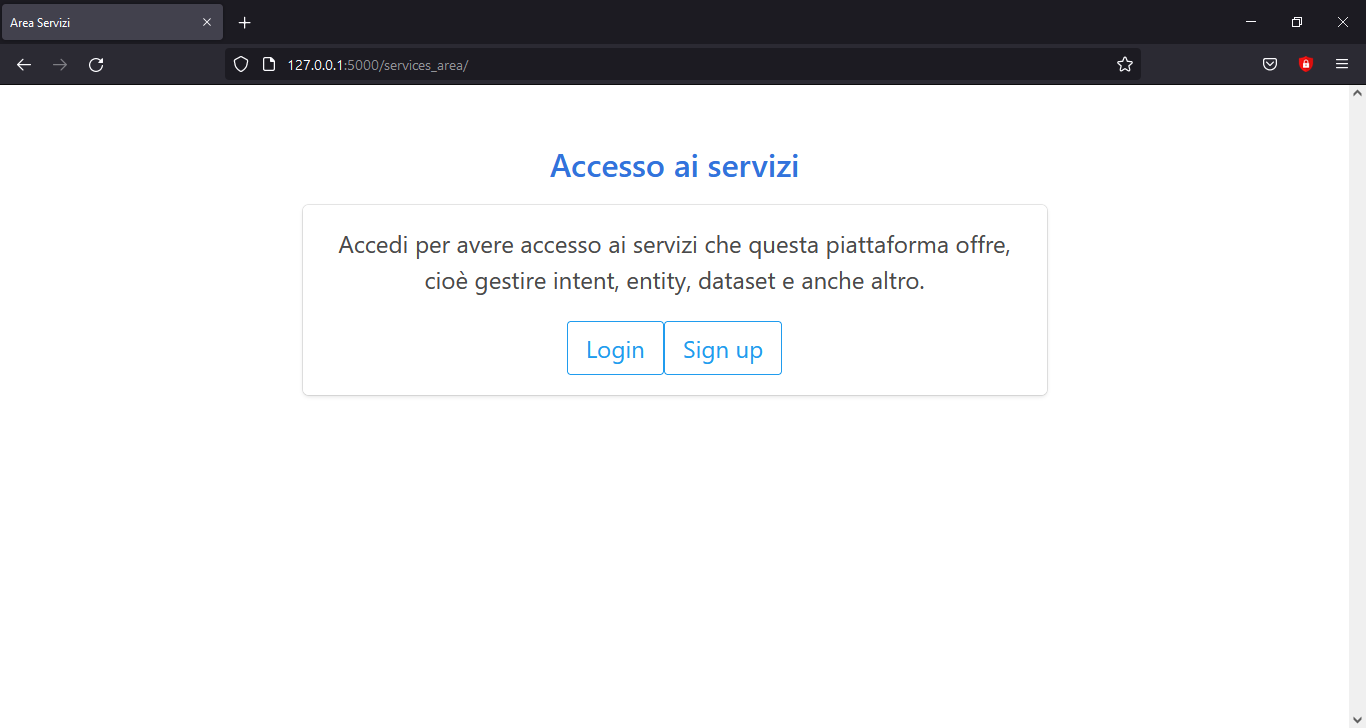 Area Servizi
127.0.0.1:5000/services_area/
Accesso ai servizi
Accedi per avere accesso ai servizi che questa piattaforma offre,
cioè gestire intent, entity, dataset e anche altro.
Login
Sign up